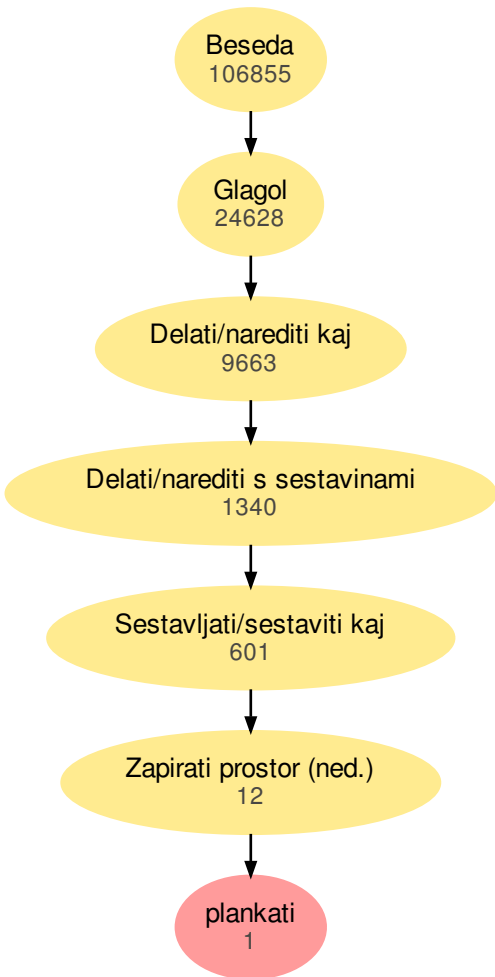 Beseda
106855
Glagol
24628
Delati/narediti kaj
9663
Delati/narediti s sestavinami
1340
Sestavljati/sestaviti kaj
601
Zapirati prostor (ned.)
12
plankati
1